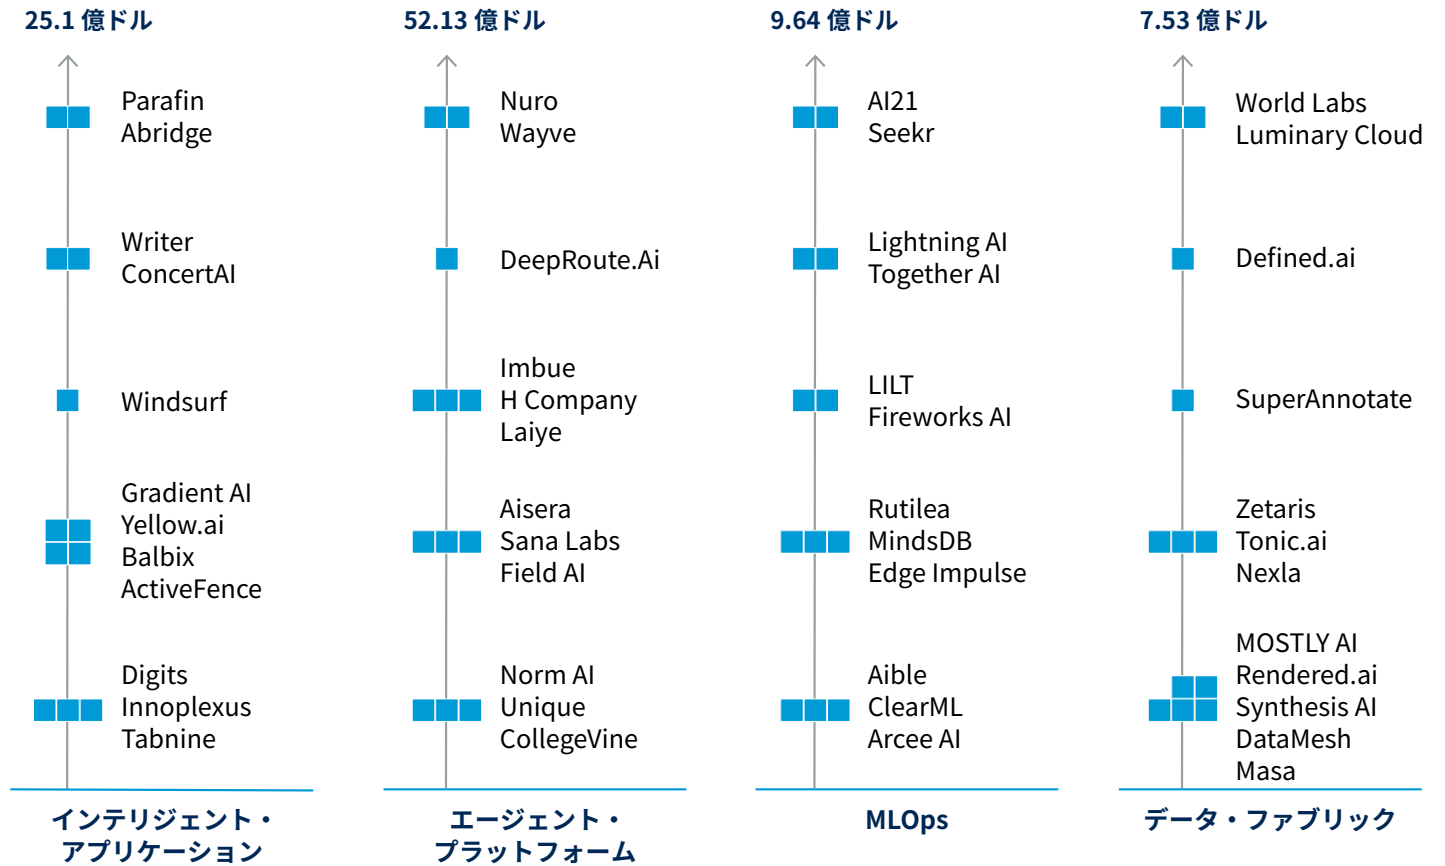 25.1 億ドル
Parafin
Abridge
Writer
ConcertAI
Windsurf
Gradient AI
Yellow.ai
Balbix
ActiveFence
Digits
Innoplexus
Tabnine
インテリジェント・
アプリケーション
52.13 億ドル
Nuro
Wayve
DeepRoute.Ai
Imbue
H Company
Laiye
Aisera
Sana Labs
Field AI
Norm AI
Unique
CollegeVine
エージェント・
プラットフォーム
9.64 億ドル
AI21
Seekr
Lightning AI
Together AI
LILT
Fireworks AI
Rutilea
MindsDB
Edge Impulse
Aible
ClearML
Arcee AI
MLOps
7.53 億ドル
World Labs
Luminary Cloud
Defined.ai
SuperAnnotate
Zetaris
Tonic.ai
Nexla
MOSTLY AI
Rendered.ai
Synthesis AI
DataMesh
Masa
データ・ファブリック